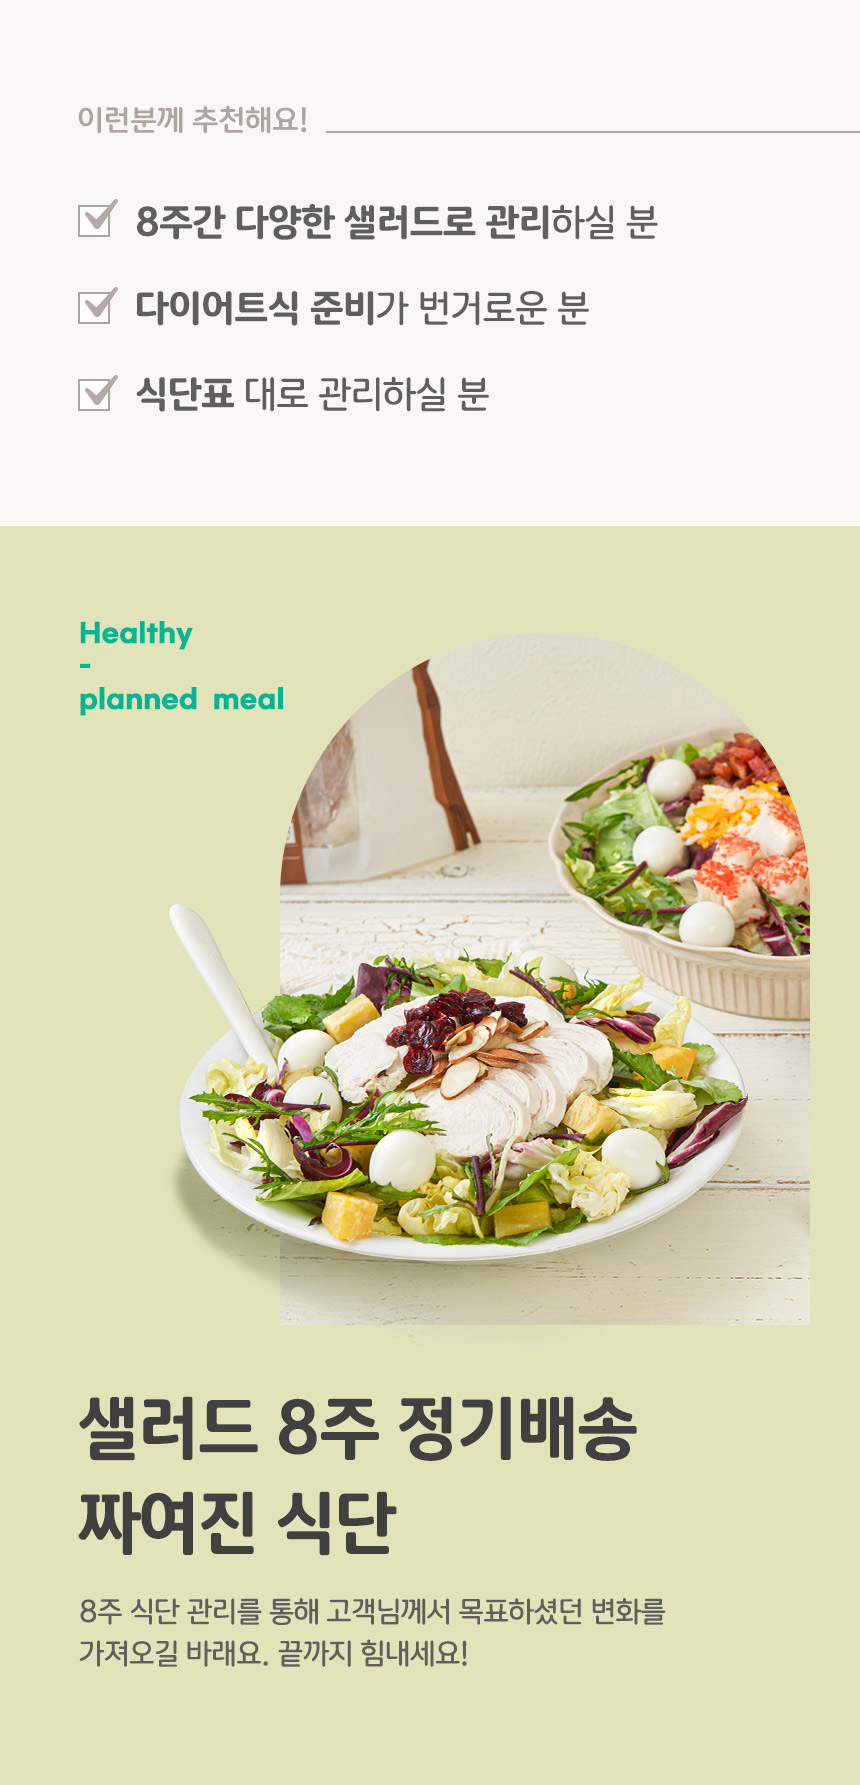 이런분께 추천해요!
8주간 다양한 샐러드로 관리하실 분
다이어트식 준비가 번거로운 분
식단표 대로 관리하실 분
Healthy
-
planned meal
샐러드 8주 정기배송
짜여진 식단
8주 식단 관리를 통해 고객님께서 목표하셨던 변화를
가져오길 바래요. 끝까지 힘내세요!